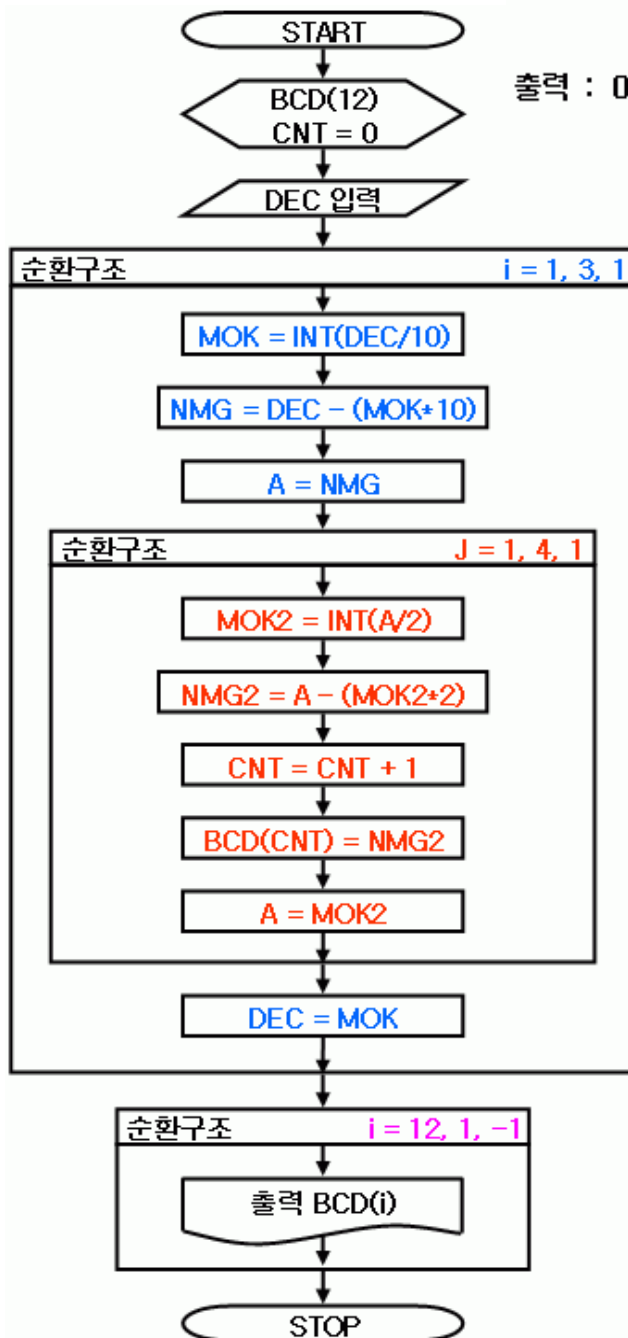 START
출력 : 0
BCD(12)
CNT = 0
DEC 입력
순환구조 i = 1, 3, 1
MOK = INT(DEC/10)
NMG = DEC - (MOK*10)
A = NMG
순환구조 J = 1, 4, 1
MOK2 = INT(A/2)
NMG2 = A - (MOK2*2)
CNT = CNT + 1
BCD(CNT) = NMG2
A = MOK2
DEC = MOK
순환구조 i = 12, 1, -1
출력 BCD(i)
STOP